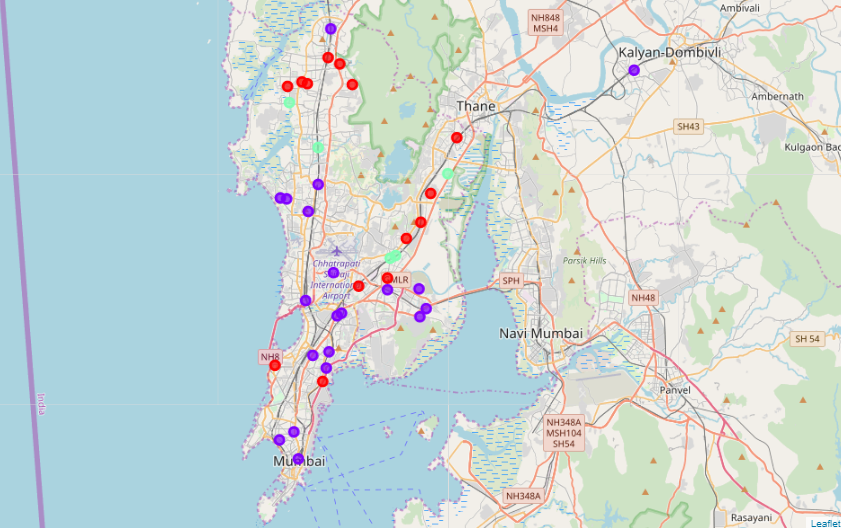 Ambivali
NH848
MSH4
Kalyan-Dombivli
Ambernath
Thane
SH43
Kulgaon Bad
Chhatrapati
Shivaji
International
Airport
MLR
Parsik Hills
SPH
NH48
Navi Mumbai
SH 54
NH8
India
Panvel
NH348A
MSH104
SH54
Mumbai
NH348A
Rasayani
Leaflet